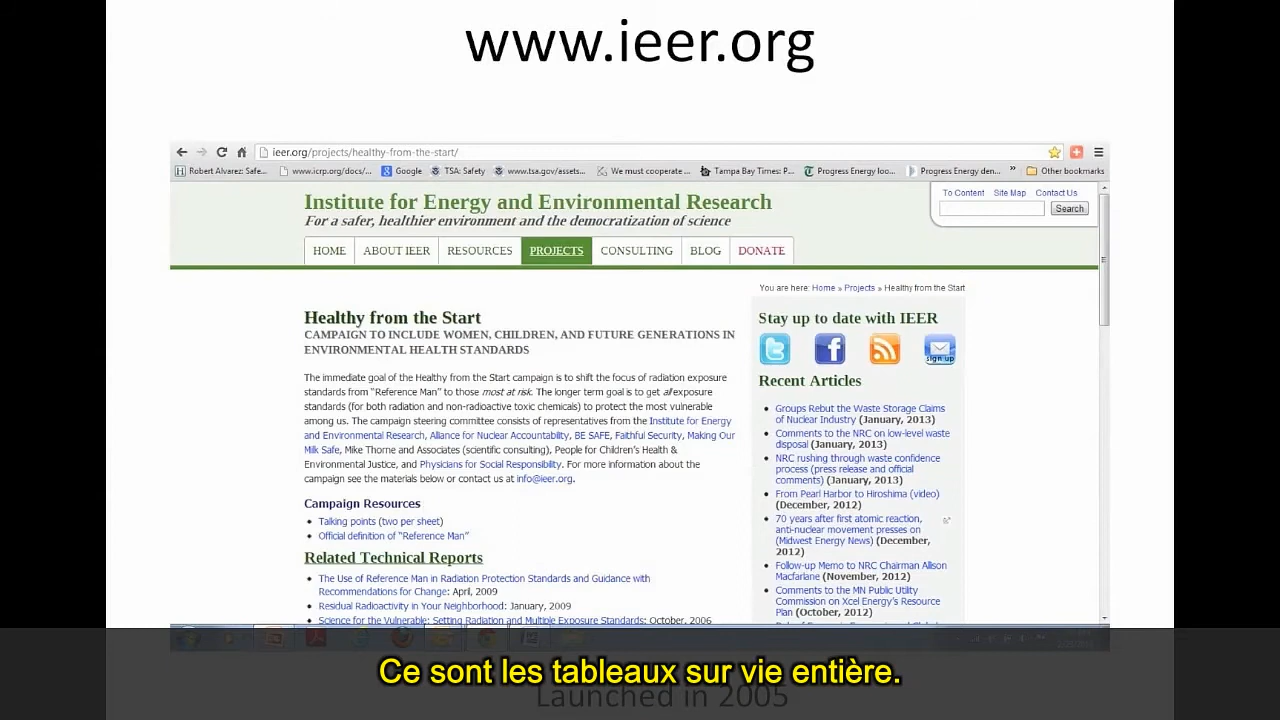 www.ieer.org
ieer.org/projects/healthy-from-the-start/
Robert Alvarez: Safe... www.icrp.org/docs/... Google TSA: Safety www.tsa.gov/assets... We must cooperate ... Tampa Bay Times: P... Progress Energy loo... Progress Energy den... » Other bookmarks
To Content Site Map Contact Us
Search
Institute for Energy and Environmental Research
For a safer, healthier environment and the democratization of science
HOME ABOUT IEER RESOURCES PROJECTS CONSULTING BLOG DONATE
You are here: Home » Projects » Healthy from the Start
Healthy from the Start
CAMPAIGN TO INCLUDE WOMEN, CHILDREN, AND FUTURE GENERATIONS IN
ENVIRONMENTAL HEALTH STANDARDS
The immediate goal of the Healthy from the Start campaign is to shift the focus of radiation exposure
standards from “Reference Man” to those most at risk. The longer term goal is to get all exposure
standards (for both radiation and non-radioactive toxic chemicals) to protect the most vulnerable
among us. The campaign steering committee consists of representatives from the Institute for Energy
and Environmental Research, Alliance for Nuclear Accountability, BE SAFE, Faithful Security, Making Our
Milk Safe, Mike Thorne and Associates (scientific consulting), People for Children's Health &
Environmental Justice, and Physicians for Social Responsibility. For more information about the
campaign see the materials below or contact us at info@ieer.org.
Campaign Resources
Talking points (two per sheet)
Official definition of “Reference Man”
Related Technical Reports
The Use of Reference Man in Radiation Protection Standards and Guidance with
Recommendations for Change: April, 2009
Residual Radioactivity in Your Neighborhood: January, 2009
Science for the Vulnerable: Setting Radiation and Multiple Exposure Standards: October, 2006
Stay up to date with IEER
sign up
Recent Articles
Groups Rebut the Waste Storage Claims
of Nuclear Industry (January, 2013)
Comments to the NRC on low-level waste
disposal (January, 2013)
NRC rushing through waste confidence
process (press release and official
comments) (January, 2013)
From Pearl Harbor to Hiroshima (video)
(December, 2012)
70 years after first atomic reaction,
anti-nuclear movement presses on
(Midwest Energy News) (December,
2012)
Follow-up Memo to NRC Chairman Allison
Macfarlane (November, 2012)
Comments to the MN Public Utility
Commission on Xcel Energy's Resource
Plan (October, 2012)
Ce sont les tableaux sur vie entière.
Launched in 2005